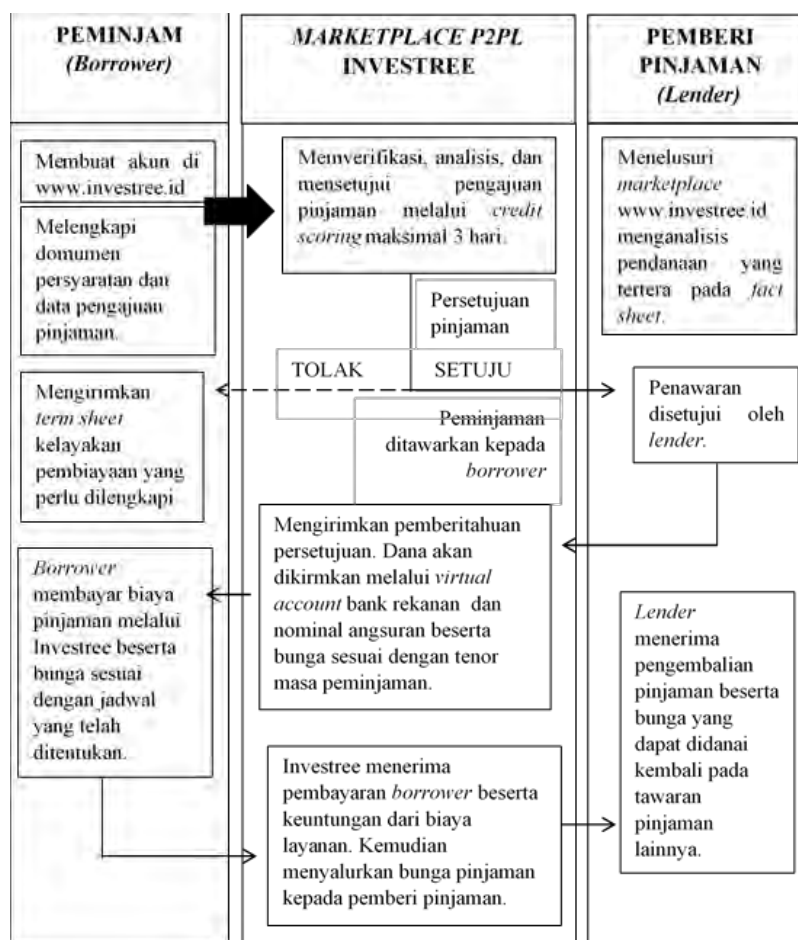 PEMINJAM
(Borrower)
MARKETPLACE P2PL
INVESTREE
PEMBERI
PINJAMAN
(Lender)
Membuat akun di
www.investree.id
Melengkapi
domumen
persyaratan dan
data pengajuan
pinjaman.
Memverifikasi, analisis, dan
mensetujui pengajuan
pinjaman melalui credit
scoring maksimal 3 hari.
Menelusuri
marketplace
www.investree.id
menganalisis
pendanaan yang
tertera pada fact
sheet.
Persetujuan
pinjaman
TOLAK SETUJU
Mengirimkan
term sheet
kelayakan
pembiayaan yang
perlu dilengkapi
Peminjaman
ditawarkan kepada
borrower
Penawaran
disetujui oleh
lender.
Mengirimkan pemberitahuan
persetujuan. Dana akan
dikirmkan melalui virtual
account bank rekanan dan
nominal angsuran beserta
bunga sesuai dengan tenor
masa peminjaman.
Borrower
membayar biaya
pinjaman melalui
Investree beserta
bunga sesuai
dengan jadwal
yang telah
ditentukan.
Lender
menerima
pengembalian
pinjaman beserta
bunga yang
dapat didanai
kembali pada
tawaran
pinjaman
lainnya.
Investree menerima
pembayaran borrower beserta
keuntungan dari biaya
layanan. Kemudian
menyalurkan bunga pinjaman
kepada pemberi pinjaman.